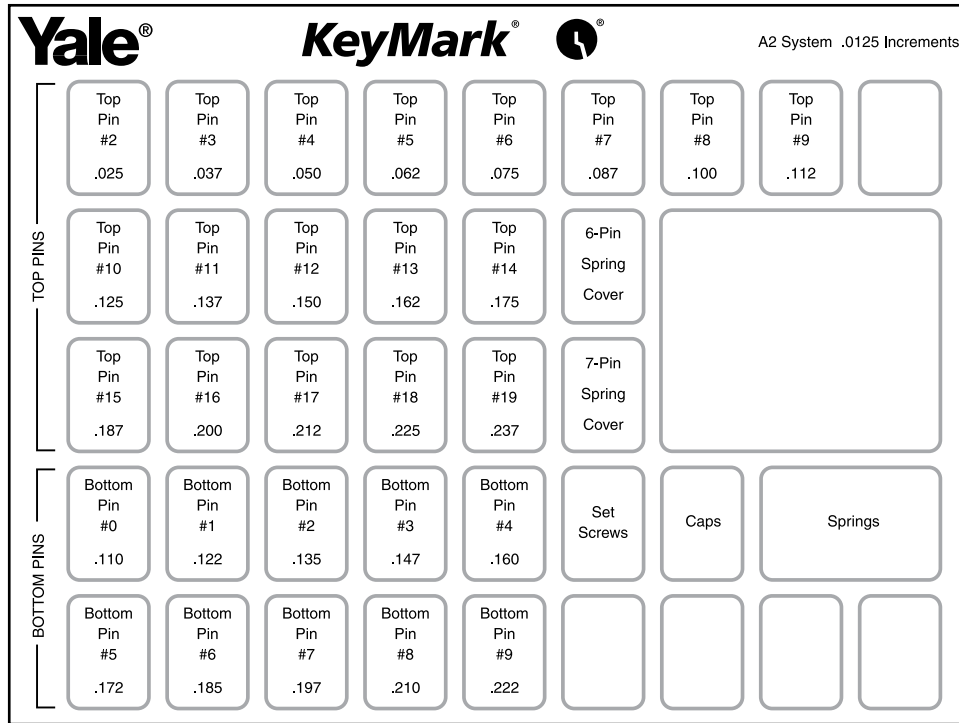 Yale®
KeyMark®
A2 System .0125 Increments
TOP PINS
Top
Pin
#2
.025
Top
Pin
#3
.037
Top
Pin
#4
.050
Top
Pin
#5
.062
Top
Pin
#6
.075
Top
Pin
#7
.087
Top
Pin
#8
.100
Top
Pin
#9
.112
Top
Pin
#10
.125
Top
Pin
#11
.137
Top
Pin
#12
.150
Top
Pin
#13
.162
Top
Pin
#14
.175
6-Pin
Spring
Cover
Top
Pin
#15
.187
Top
Pin
#16
.200
Top
Pin
#17
.212
Top
Pin
#18
.225
Top
Pin
#19
.237
7-Pin
Spring
Cover
BOTTOM PINS
Bottom
Pin
#0
.110
Bottom
Pin
#1
.122
Bottom
Pin
#2
.135
Bottom
Pin
#3
.147
Bottom
Pin
#4
.160
Set
Screws
Caps
Springs
Bottom
Pin
#5
.172
Bottom
Pin
#6
.185
Bottom
Pin
#7
.197
Bottom
Pin
#8
.210
Bottom
Pin
#9
.222